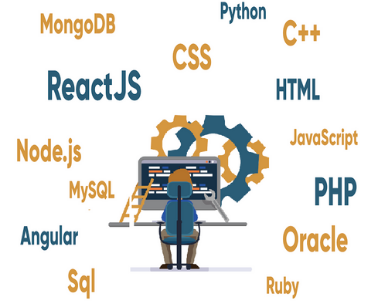 Python
MongoDB
C++
CSS
ReactJS
HTML
JavaScript
Node.js
MySQL
PHP
Angular
Oracle
Sql
Ruby